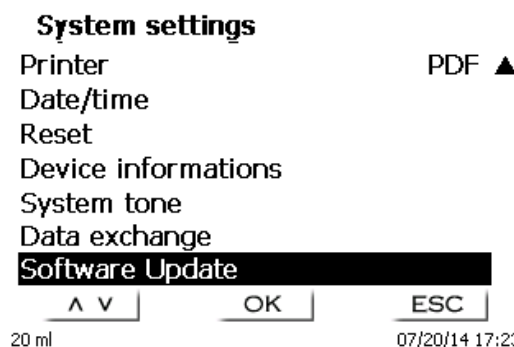 System settings
Printer PDF ▲
Date/time
Reset
Device informations
System tone
Data exchange
Software Update
∧ ∨ OK ESC
20 ml 07/20/14 17:23